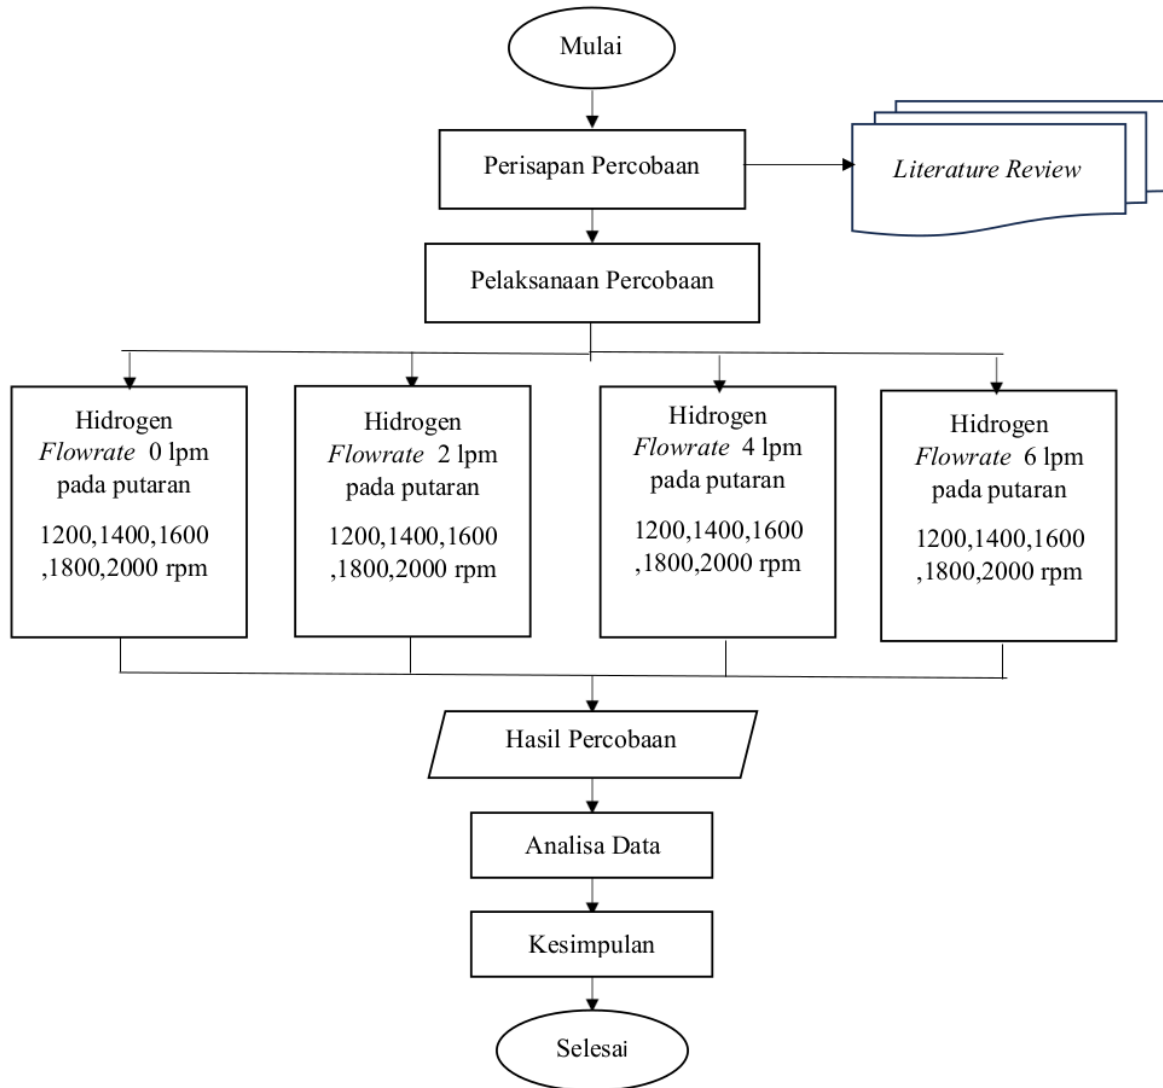 Mulai
Perisapan Percobaan
Literature Review
Pelaksanaan Percobaan
Hidrogen
Flowrate 0 lpm
pada putaran
1200,1400,1600
,1800,2000 rpm
Hidrogen
Flowrate 2 lpm
pada putaran
1200,1400,1600
,1800,2000 rpm
Hidrogen
Flowrate 4 lpm
pada putaran
1200,1400,1600
,1800,2000 rpm
Hidrogen
Flowrate 6 lpm
pada putaran
1200,1400,1600
,1800,2000 rpm
Hasil Percobaan
Analisa Data
Kesimpulan
Selesai